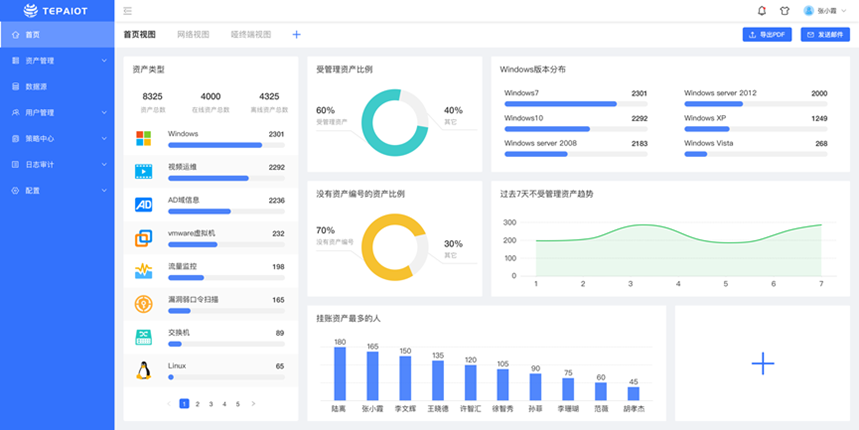 TEPAIOT
张小霞
首页
资产管理
数据源
用户管理
策略中心
日志审计
配置
首页视图 网络视图 哑终端视图
导出PDF 发送邮件
资产类型
8325 4000 4325
资产总数 在线资产总数 离线资产总数
Windows 2301
视频运维 2292
AD域信息 2236
vmware虚拟机 232
流量监控 198
漏洞弱口令扫描 165
交换机 89
Linux 65
1 2 3 4 5
受管理资产比例
60%
受管理资产
40%
其它
没有资产编号的资产比例
70%
没有资产编号
30%
其它
Windows版本分布
Windows7 2301
Windows10 2292
Windows server 2008 2183
Windows server 2012 2000
Windows XP 1249
Windows Vista 268
过去7天不受管理资产趋势
300
200
100
0
1 2 3 4 5 6 7
挂账资产最多的人
180 165 150 135 120 105 90 75 60 45
陆嵩 张小霞 李文辉 王晓德 许智汇 徐智秀 孙菲 李珊瑚 范薇 胡孝杰